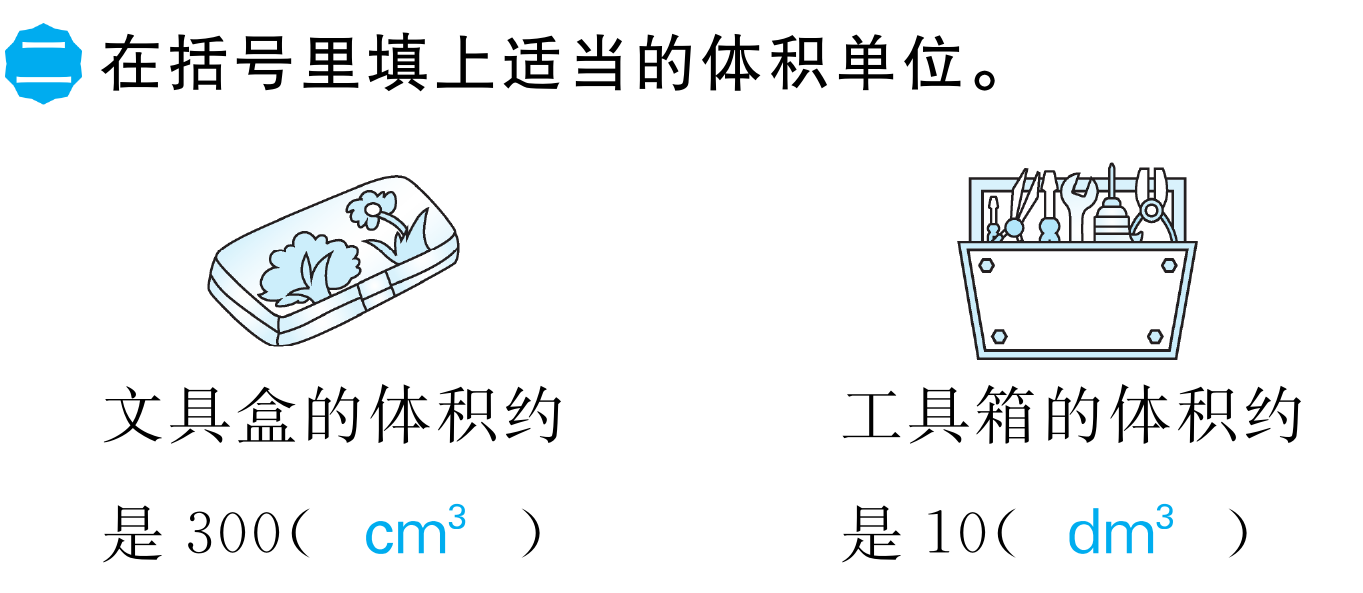 二 在括号里填上适当的体积单位。
文具盒的体积约 工具箱的体积约
是 300( cm³ ) 是 10( dm³ )